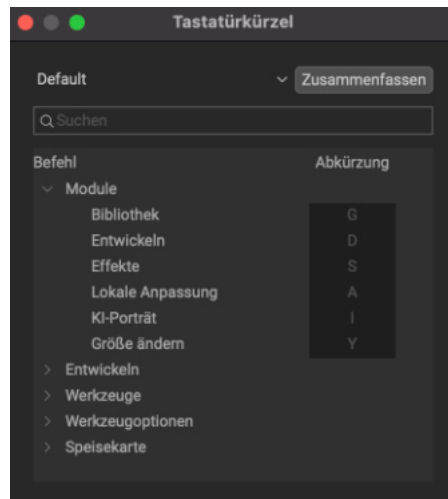 Tastatürkürzel
Default Zusammenfassen
Suchen
Befehl Abkürzung
Module
Bibliothek G
Entwickeln D
Effekte S
Lokale Anpassung A
KI-Porträt I
Größe ändern Y
Entwickeln
Werkzeuge
Werkzeugoptionen
Speisekarte